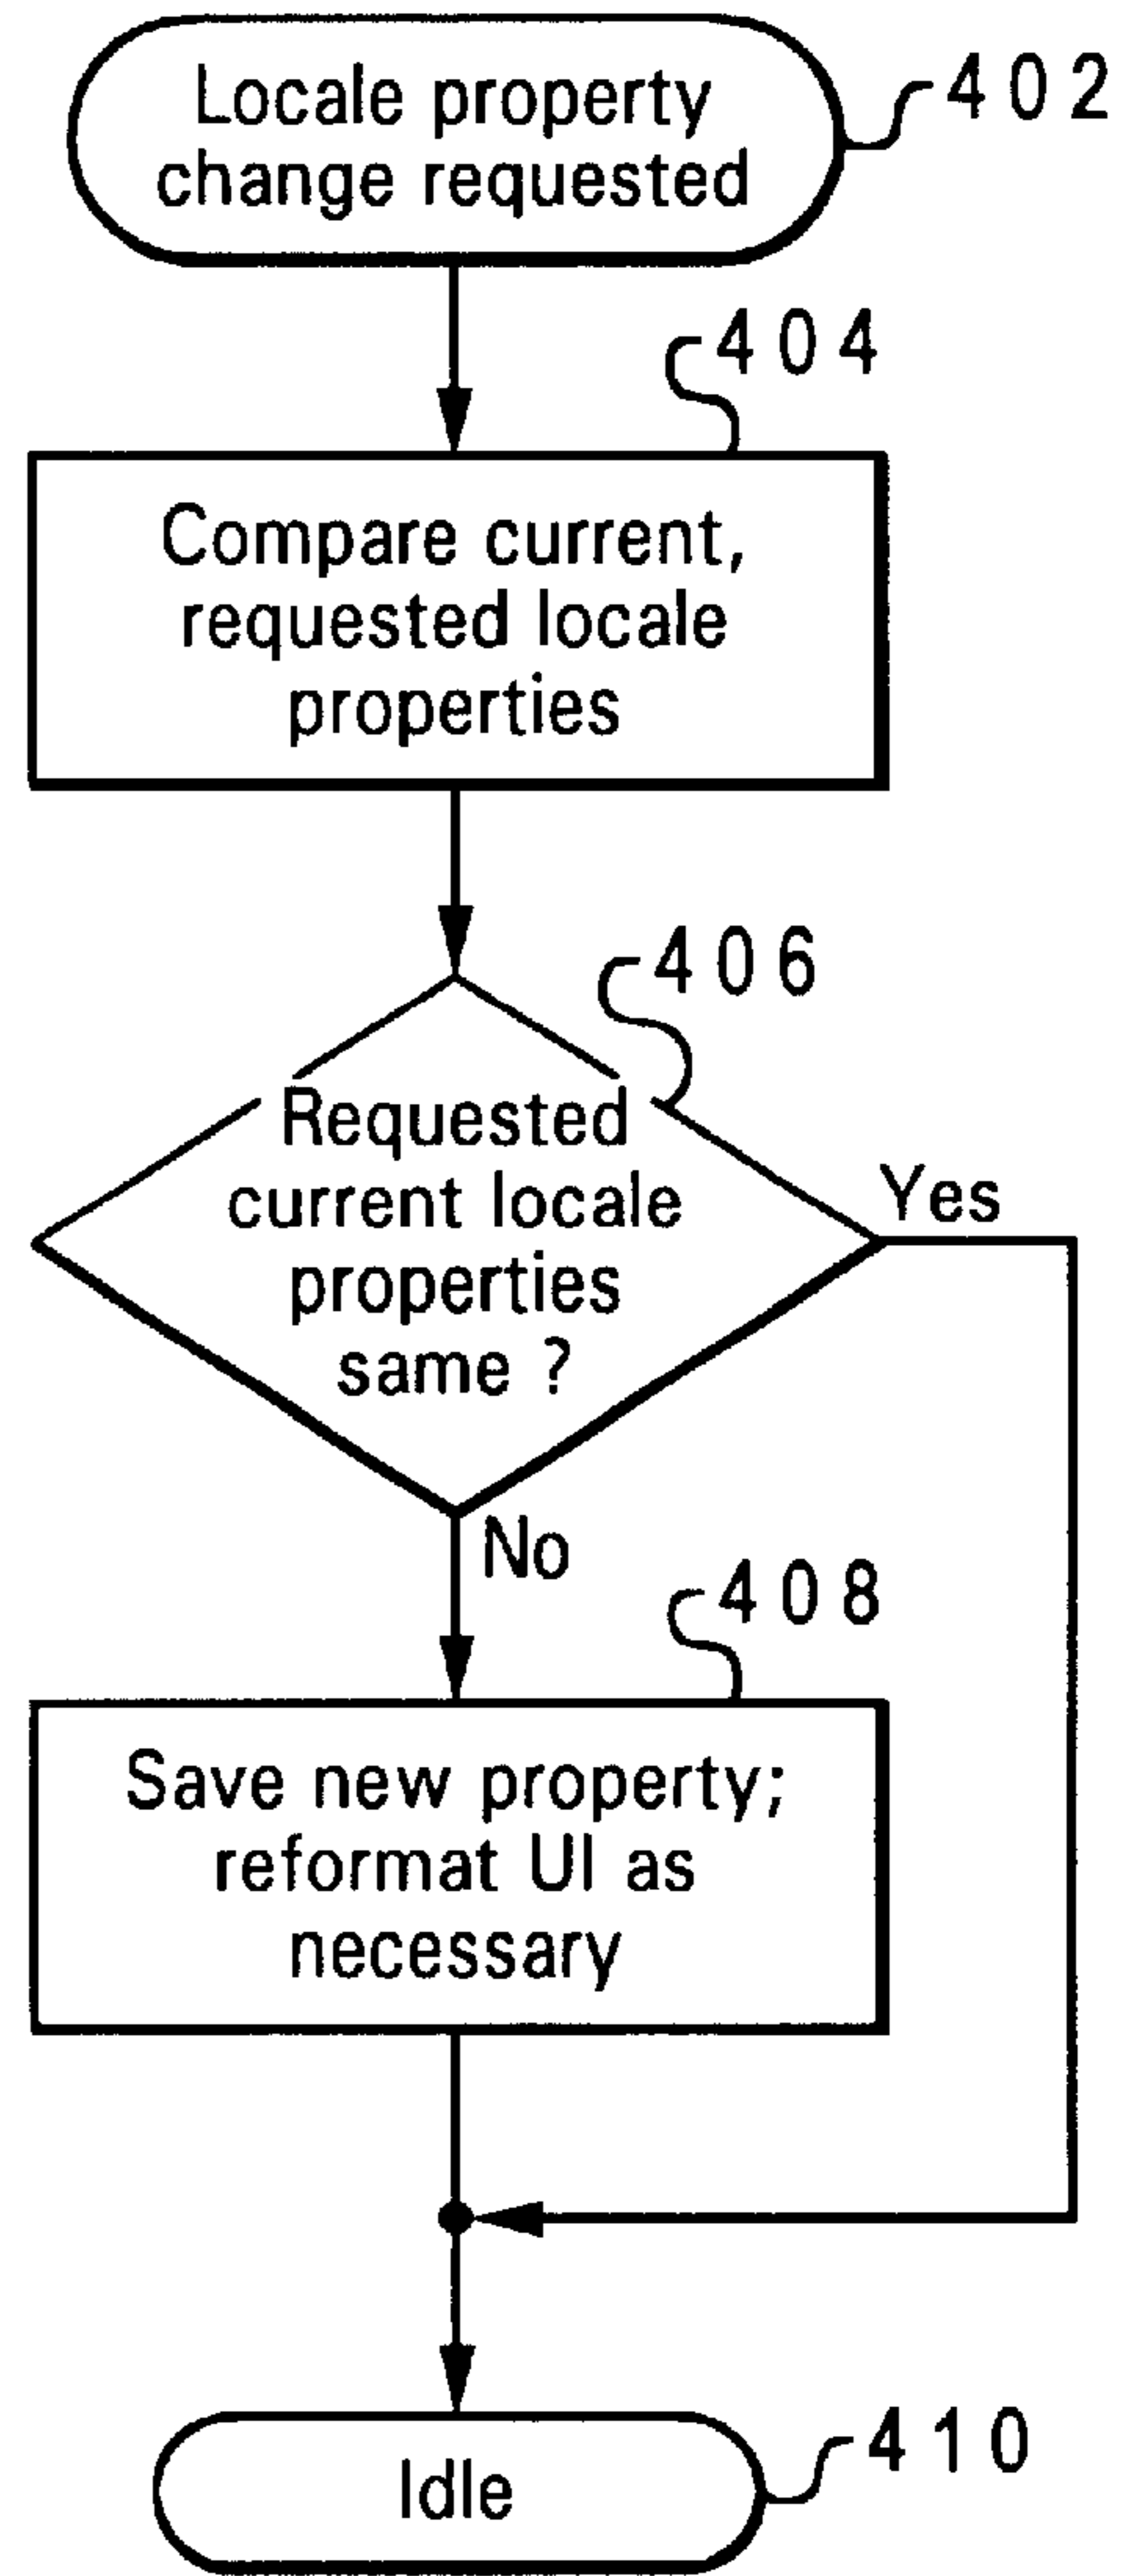 Locale property
change requested
402
404
Compare current,
requested locale
properties
406
Requested
current locale
properties
same ?
Yes
No
408
Save new property;
reformat UI as
necessary
Idle
410